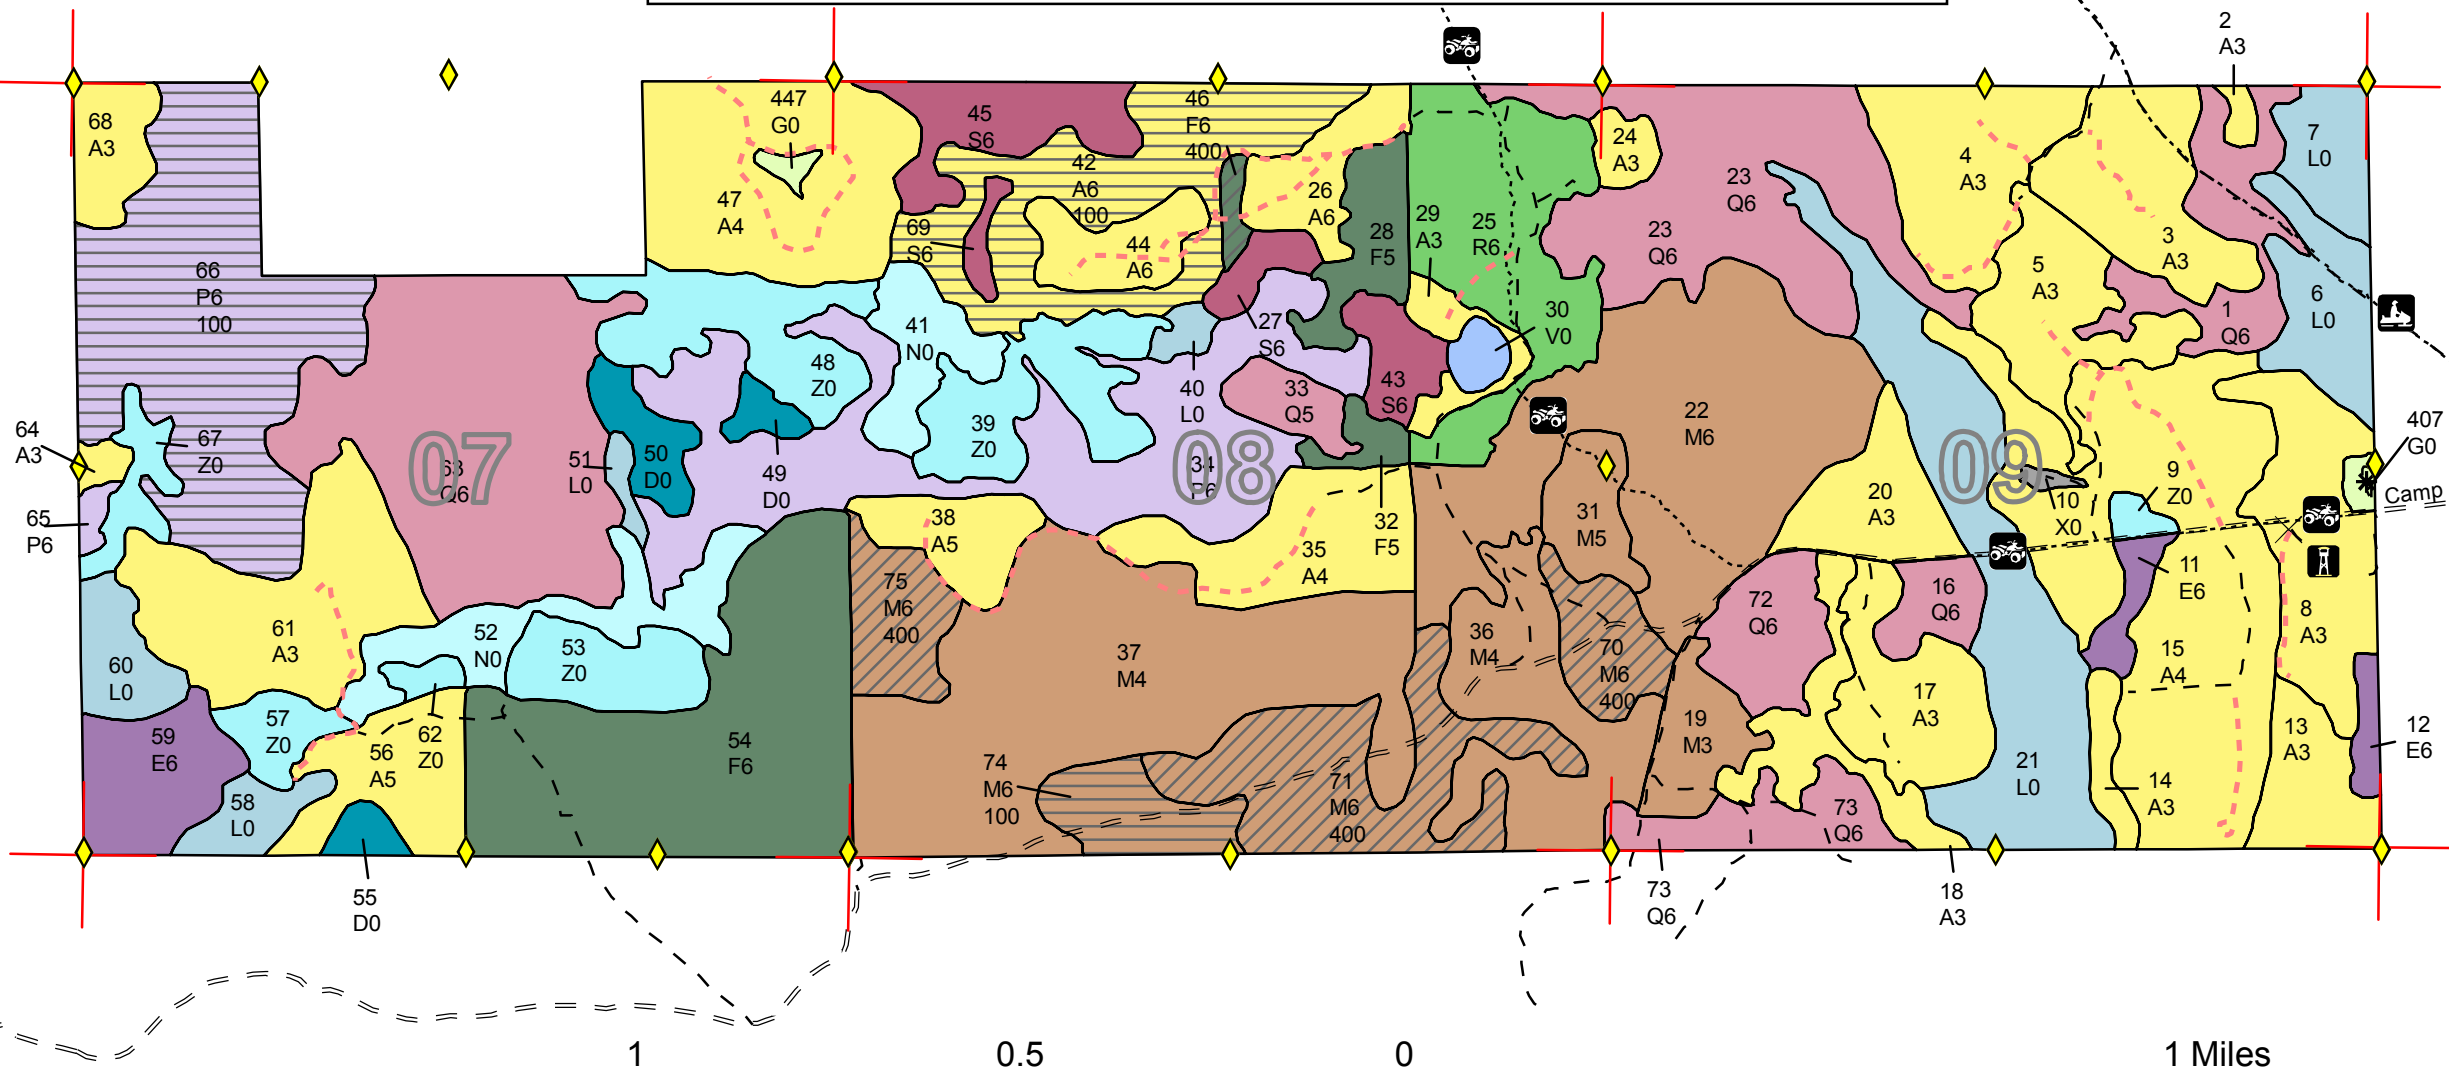 2
A3
68
A3
447
G0
45
S6
46
F6
400
24
A3
7
L0
4
A3
42
A6
100
47
A4
26
A6
23
Q6
29
A3
25
R6
28
F5
23
Q6
3
A3
69
S6
44
A6
66
P6
100
5
A3
6
L0
1
Q6
30
V0
27
S6
41
N0
48
Z0
40
L0
33
Q5
43
S6
22
M6
39
Z0
64
A3
67
Z0
63
Q6
07
51
L0
50
D0
49
D0
34
P6
08
09
407
G0
Camp
9
Z0
10
X0
20
A3
65
P6
38
A5
32
F5
31
M5
35
A4
11
E6
75
M6
400
16
Q6
72
Q6
8
A3
61
A3
52
N0
53
Z0
36
M4
70
M6
400
37
M4
15
A4
60
L0
17
A3
57
Z0
59
E6
56
A5
62
Z0
54
F6
19
M3
13
A3
12
E6
74
M6
100
71
M6
400
21
L0
14
A3
58
L0
73
Q6
55
D0
73
Q6
18
A3
1 0.5 0 1 Miles